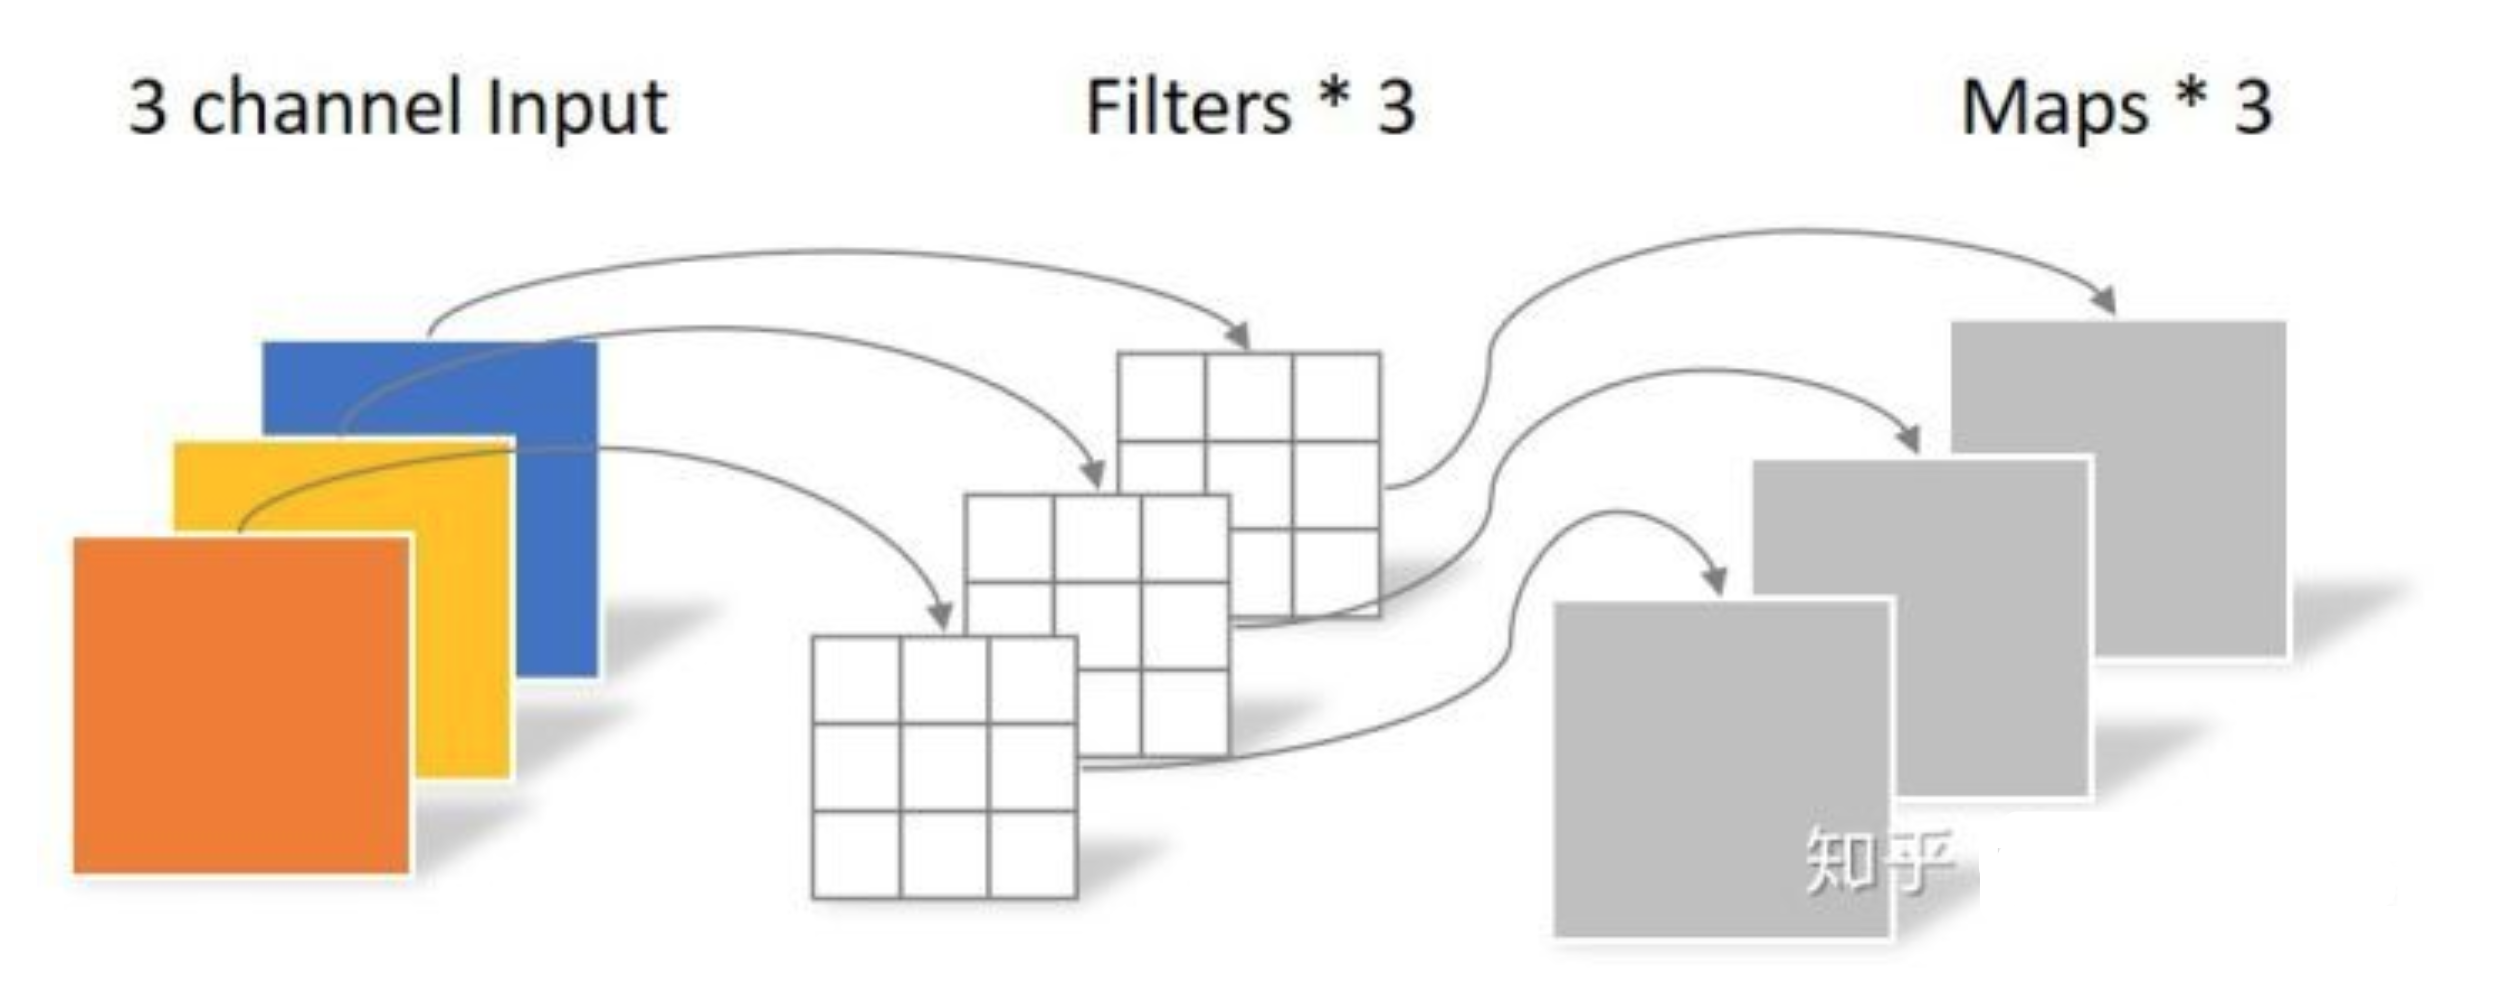 3 channel Input
Filters * 3
Maps * 3
知乎